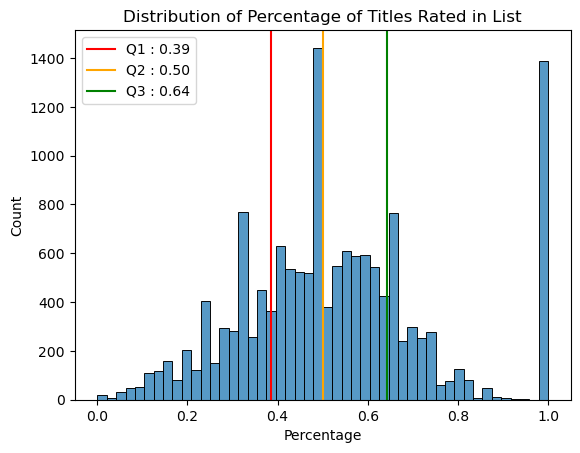 Distribution of Percentage of Titles Rated in List
Q1 : 0.39
Q2 : 0.50
Q3 : 0.64
1400
1200
1000
800
600
400
200
0
Count
0.0 0.2 0.4 0.6 0.8 1.0
Percentage